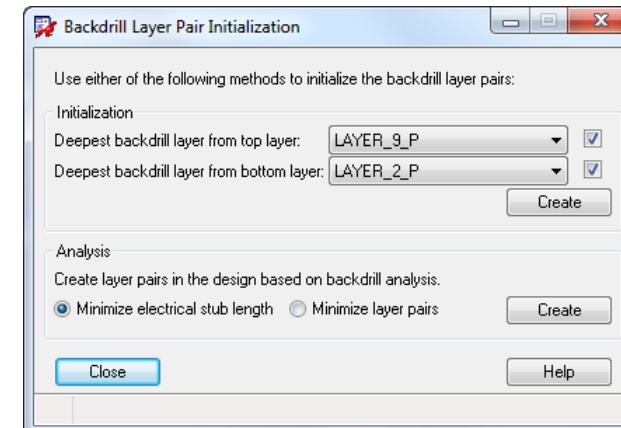 Backdrill Layer Pair Initialization
Use either of the following methods to initialize the backdrill layer pairs:
Initialization
Deepest backdrill layer from top layer: LAYER_9_P
Deepest backdrill layer from bottom layer: LAYER_2_P
Create
Analysis
Create layer pairs in the design based on backdrill analysis.
Minimize electrical stub length Minimize layer pairs Create
Close Help